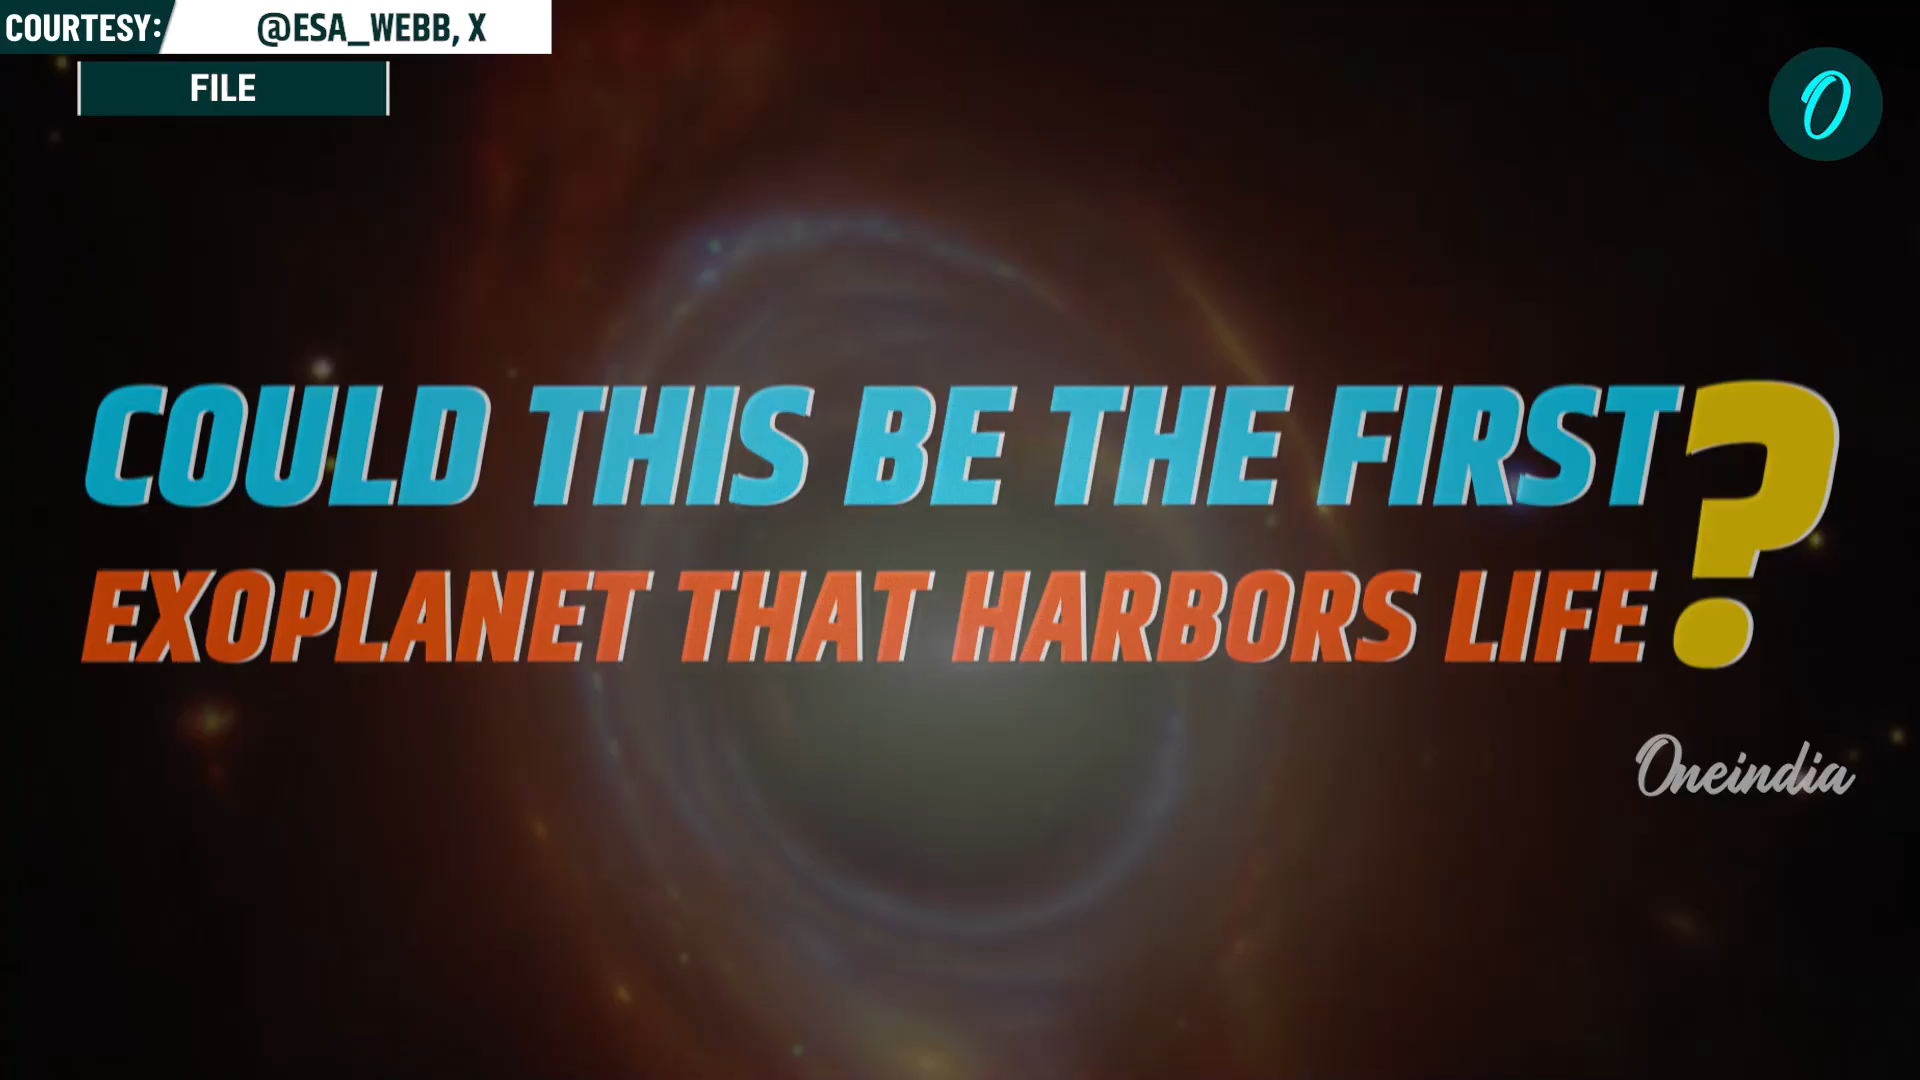 COURTESY: @ESA_WEBB, X
FILE
O
COULD THIS BE THE FIRST
EXOPLANET THAT HARBORS LIFE?
Oneindia